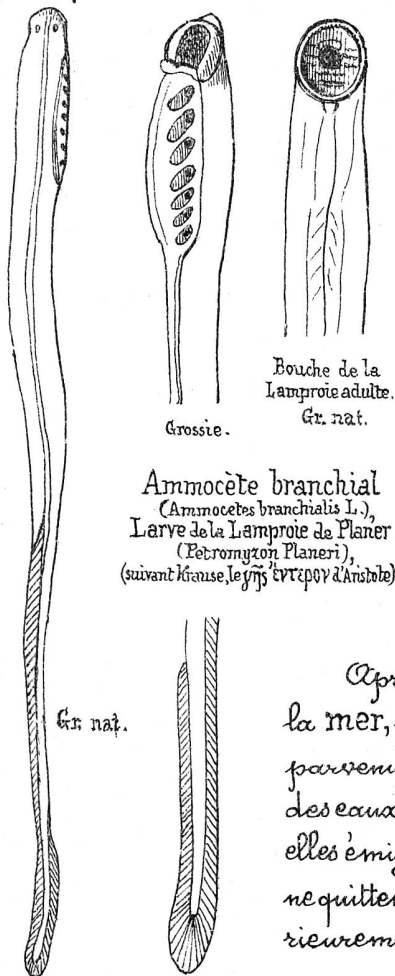 Grossie.
Bouche de la
Lamproie adulte.
Gr. nat.
Ammocète branchial
(Ammocetes branchialis L.),
Larve de la Lamproie de Planer
(Petromyzon Planeri),
(suivant Krause, le γῆς ἔντερον d'Aristote)
Gr. nat.
Apr
la mer,
parvenu
des eaux
elles émig
ne quitten
rieurem